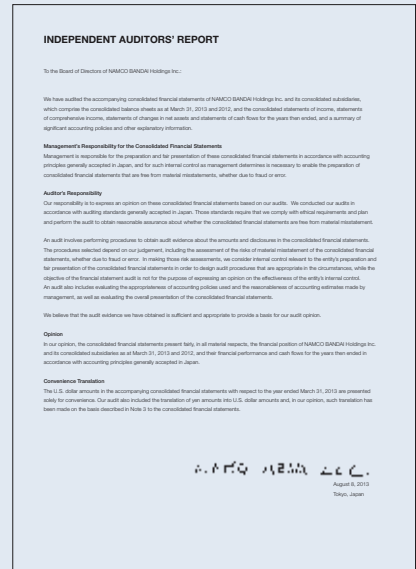 INDEPENDENT AUDITORS' REPORT
To the Board of Directors of NAMCO BANDAI Holdings Inc.:
We have audited the accompanying consolidated financial statements of NAMCO BANDAI Holdings Inc. and its consolidated subsidiaries,
which comprise the consolidated balance sheets as at March 31, 2013 and 2012, and the consolidated statements of income, statements
of comprehensive income, statements of changes in net assets and statements of cash flows for the years then ended, and a summary of
significant accounting policies and other explanatory information.
Management's Responsibility for the Consolidated Financial Statements
Management is responsible for the preparation and fair presentation of these consolidated financial statements in accordance with accounting
principles generally accepted in Japan, and for such internal control as management determines is necessary to enable the preparation of
consolidated financial statements that are free from material misstatements, whether due to fraud or error.
Auditor's Responsibility
Our responsibility is to express an opinion on these consolidated financial statements based on our audits. We conducted our audits in
accordance with auditing standards generally accepted in Japan. Those standards require that we comply with ethical requirements and plan
and perform the audit to obtain reasonable assurance about whether the consolidated financial statements are free from material misstatement.
An audit involves performing procedures to obtain audit evidence about the amounts and disclosures in the consolidated financial statements.
The procedures selected depend on our judgement, including the assessment of the risks of material misstatement of the consolidated financial
statements, whether due to fraud or error. In making those risk assessments, we consider internal control relevant to the entity's preparation and
fair presentation of the consolidated financial statements in order to design audit procedures that are appropriate in the circumstances, while the
objective of the financial statement audit is not for the purpose of expressing an opinion on the effectiveness of the entity's internal control.
An audit also includes evaluating the appropriateness of accounting policies used and the reasonableness of accounting estimates made by
management, as well as evaluating the overall presentation of the consolidated financial statements.
We believe that the audit evidence we have obtained is sufficient and appropriate to provide a basis for our audit opinion.
Opinion
In our opinion, the consolidated financial statements present fairly, in all material respects, the financial position of NAMCO BANDAI Holdings Inc.
and its consolidated subsidiaries as at March 31, 2013 and 2012, and their financial performance and cash flows for the years then ended in
accordance with accounting principles generally accepted in Japan.
Convenience Translation
The U.S. dollar amounts in the accompanying consolidated financial statements with respect to the year ended March 31, 2013 are presented
solely for convenience. Our audit also included the translation of yen amounts into U.S. dollar amounts and, in our opinion, such translation has
been made on the basis described in Note 3 to the consolidated financial statements.
August 8, 2013
Tokyo, Japan